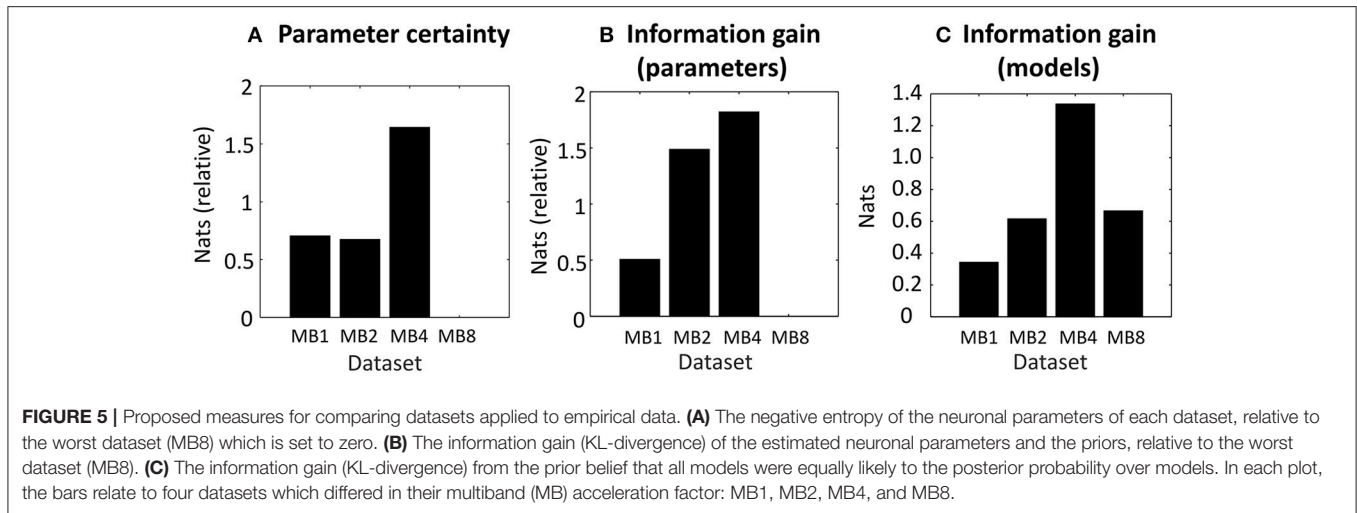 A Parameter certainty
2
1.5
1
0.5
0
Nats (relative)
MB1 MB2 MB4 MB8
Dataset
B Information gain
(parameters)
2
1.5
1
0.5
0
Nats (relative)
MB1 MB2 MB4 MB8
Dataset
C Information gain
(models)
1.4
1.2
1
0.8
0.6
0.4
0.2
0
Nats
MB1 MB2 MB4 MB8
Dataset
FIGURE 5 | Proposed measures for comparing datasets applied to empirical data. (A) The negative entropy of the neuronal parameters of each dataset, relative to
the worst dataset (MB8) which is set to zero. (B) The information gain (KL-divergence) of the estimated neuronal parameters and the priors, relative to the worst
dataset (MB8). (C) The information gain (KL-divergence) from the prior belief that all models were equally likely to the posterior probability over models. In each plot,
the bars relate to four datasets which differed in their multiband (MB) acceleration factor: MB1, MB2, MB4, and MB8.